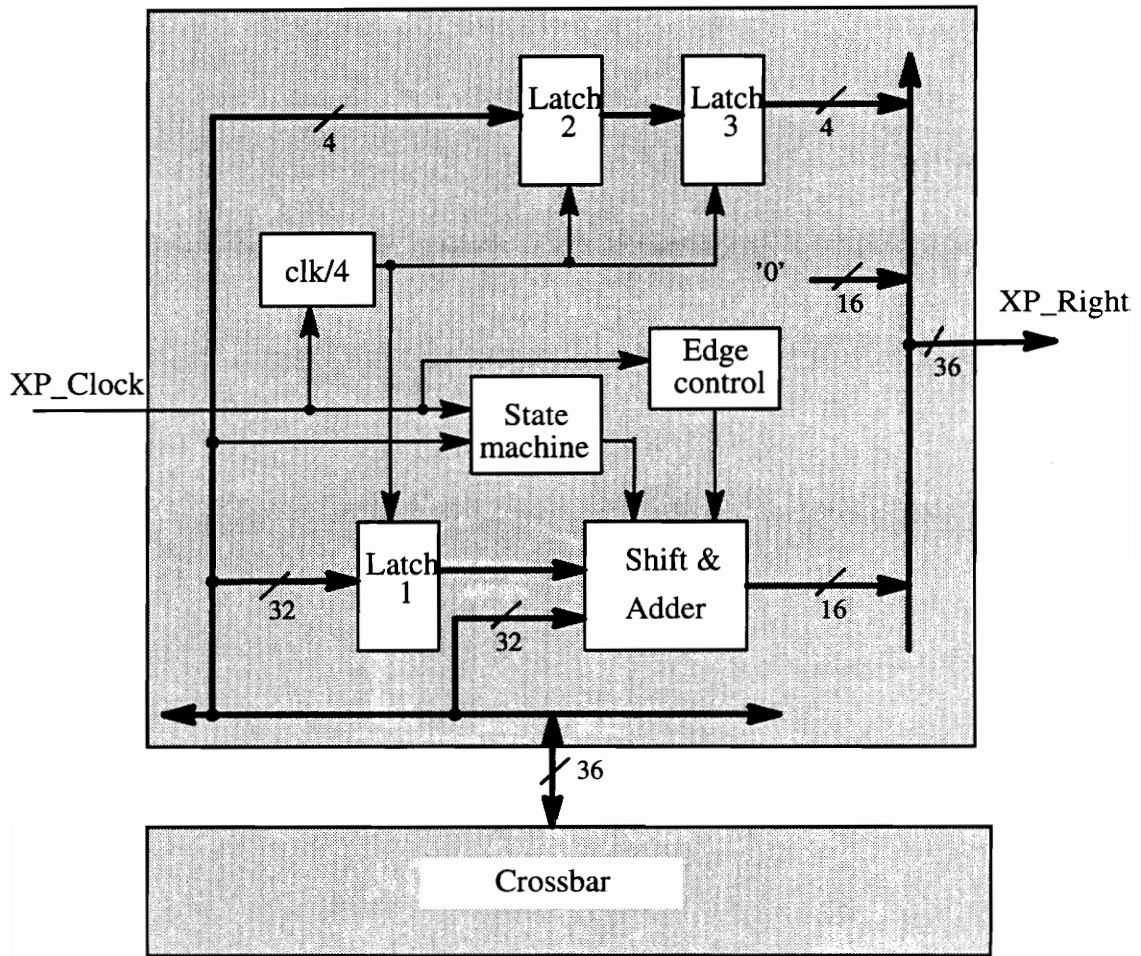 Latch
2
Latch
3
4
4
clk/4
'0'
16
XP_Right
36
Edge
control
XP_Clock
State
machine
Latch
1
32
Shift &
Adder
16
32
36
Crossbar